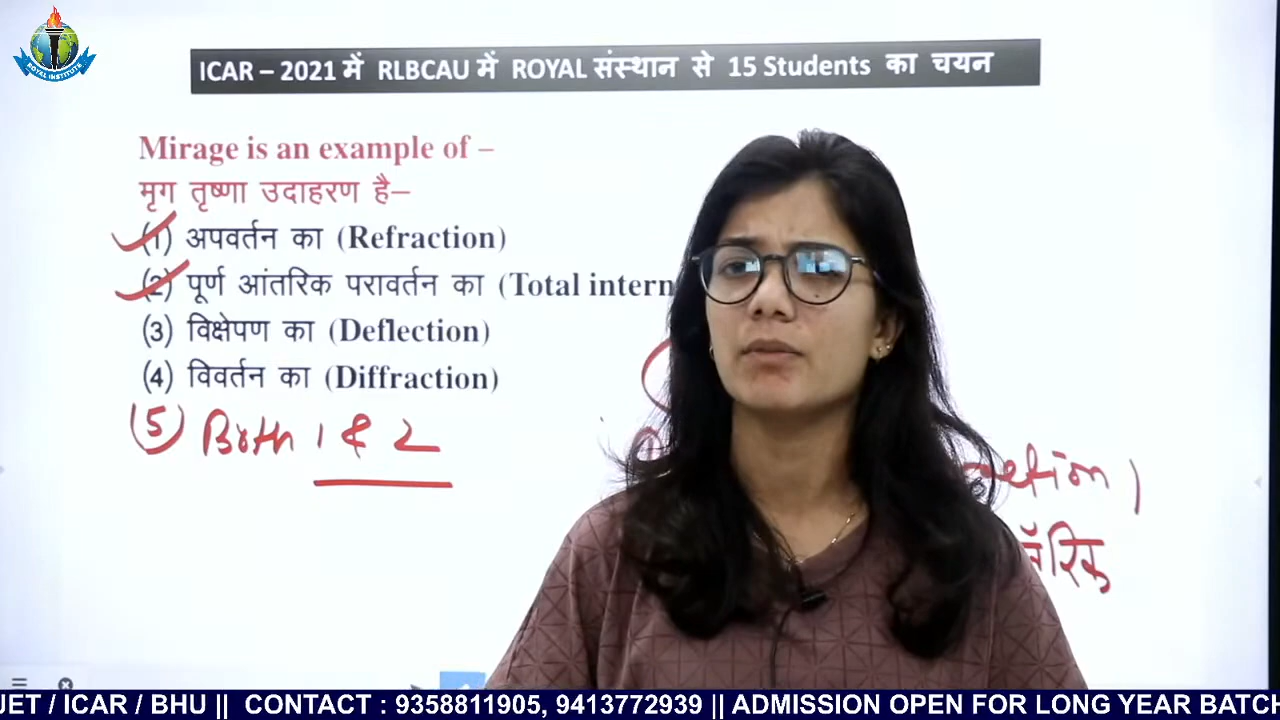 ROYAL INSTITUTE
ICAR – 2021 में RLBCAU में ROYAL संस्थान से 15 Students का चयन
Mirage is an example of –
मृग तृष्णा उदाहरण है–
(1) अपवर्तन का (Refraction)
(2) पूर्ण आंतरिक परावर्तन का (Total intern
(3) विक्षेपण का (Deflection)
(4) विवर्तन का (Diffraction)
(5) Both 1 & 2
JET / ICAR / BHU || CONTACT : 9358811905, 9413772939 || ADMISSION OPEN FOR LONG YEAR BATCH